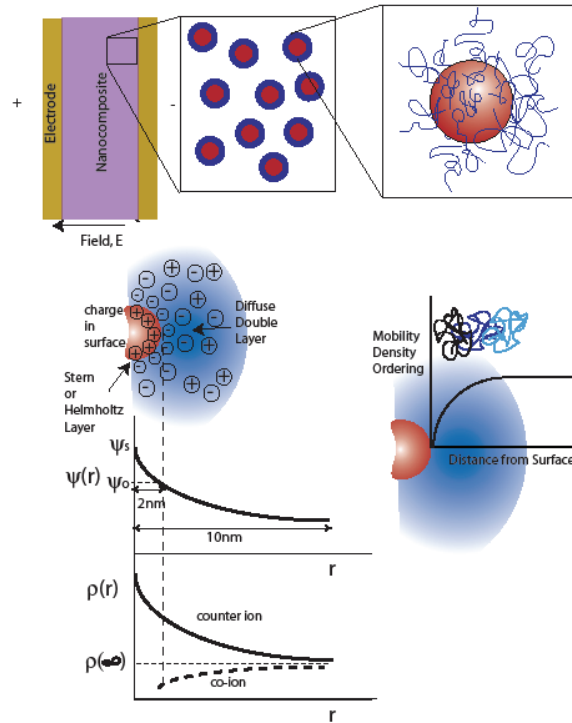 +
Electrode
Nanocomposite
-
Field, E
charge
in
surface
Stern
or
Helmholtz
Layer
Diffuse
Double
Layer
Mobility
Density
Ordering
Distance from Surface
ψs
ψ(r)
ψo
2nm
10nm
r
ρ(r)
counter ion
ρ(∞)
co-ion
r